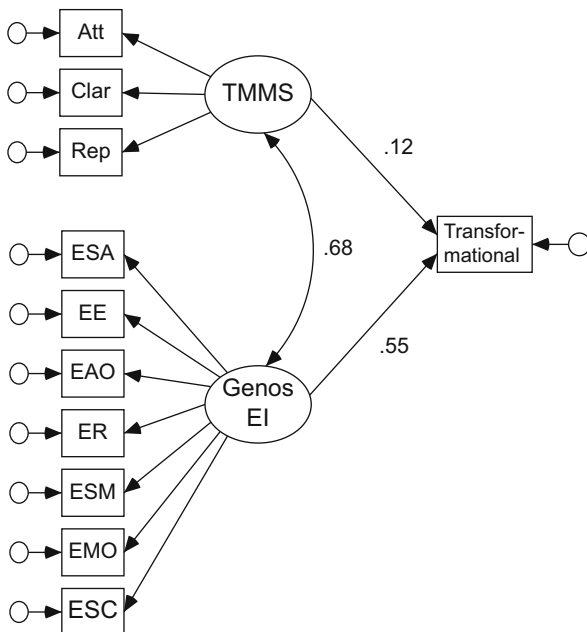 Att
Clar
Rep
TMMS
.12
Transfor-
mational
.68
.55
ESA
EE
EAO
ER
ESM
EMO
ESC
Genos
EI